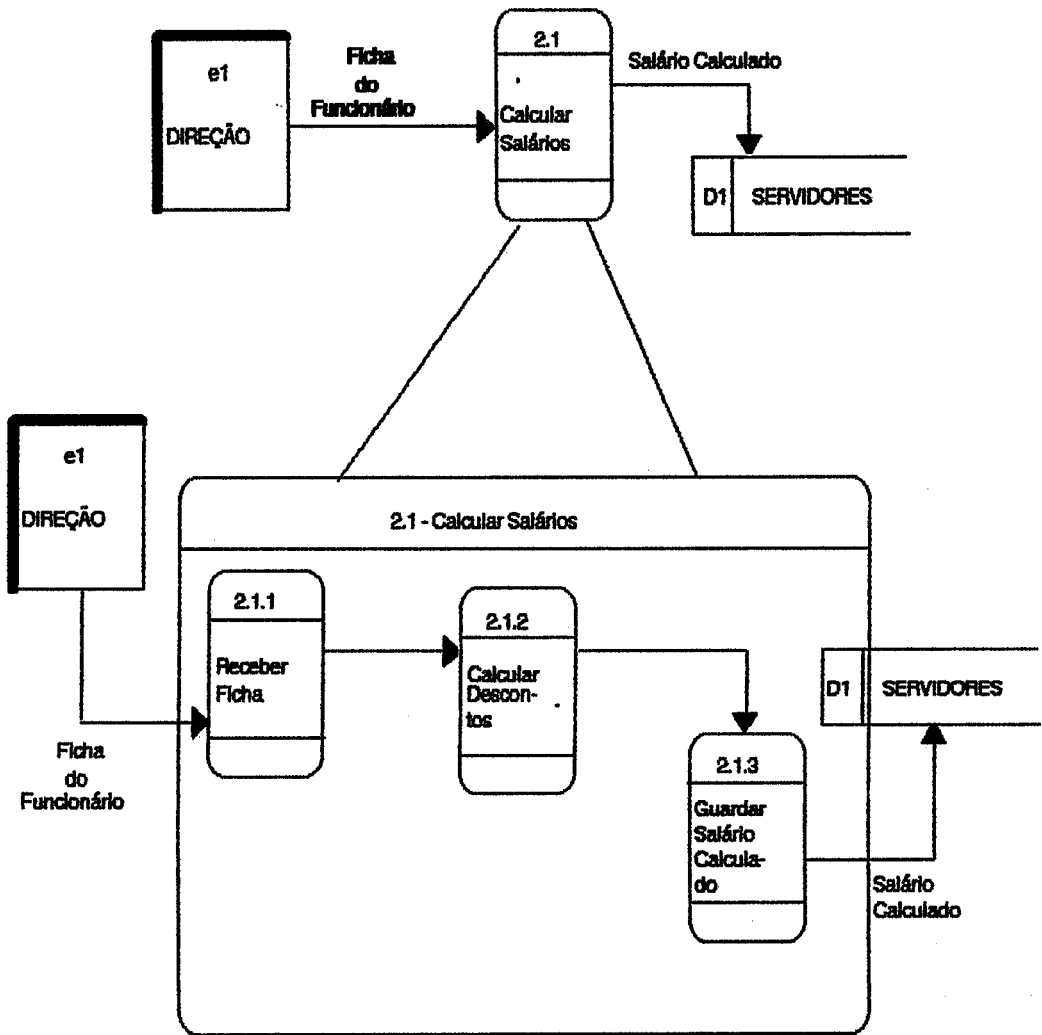 e1
DIREÇÃO
Ficha
do
Funcionário
2.1
Calcular
Salários
Salário Calculado
D1 SERVIDORES
e1
DIREÇÃO
Ficha
do
Funcionário
2.1 - Calcular Salários
2.1.1
Receber
Ficha
2.1.2
Calcular
Descon-
tos
2.1.3
Guardar
Salário
Calcula-
do
D1 SERVIDORES
Salário
Calculado